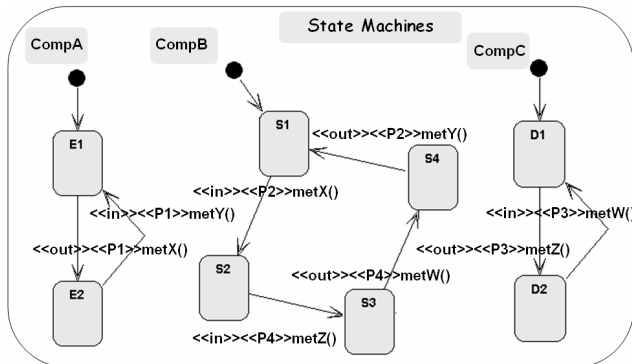 State Machines
CompA
CompB
CompC
E1
S1
D1
<<out>><<P2>>metY()
S4
<<in>><<P1>>metY()
<<in>><<P2>>metX()
<<in>><<P3>>metW()
<<out>><<P1>>metX()
<<out>><<P3>>metZ()
S2
<<out>><<P4>>metW()
E2
S3
D2
<<in>><<P4>>metZ()